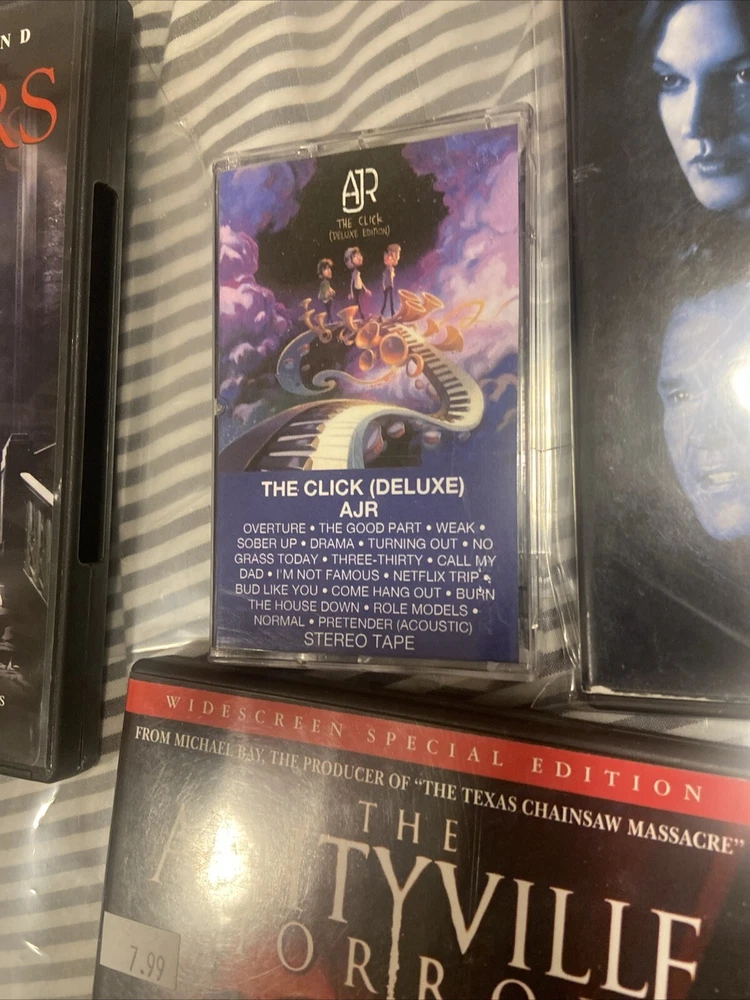 N D
RS
AJR
THE CLICK
(DELUXE EDITION)
THE CLICK (DELUXE)
AJR
OVERTURE • THE GOOD PART • WEAK •
SOBER UP • DRAMA • TURNING OUT • NO
GRASS TODAY • THREE-THIRTY • CALL MY
DAD • I'M NOT FAMOUS • NETFLIX TRIP •
BUD LIKE YOU • COME HANG OUT • BURN
THE HOUSE DOWN • ROLE MODELS •
NORMAL • PRETENDER (ACOUSTIC)
STEREO TAPE
S
WIDESCREEN SPECIAL EDITION
FROM MICHAEL BAY, THE PRODUCER OF "THE TEXAS CHAINSAW MASSACRE"
THE
AMITYVILLE
HORROR
7.99